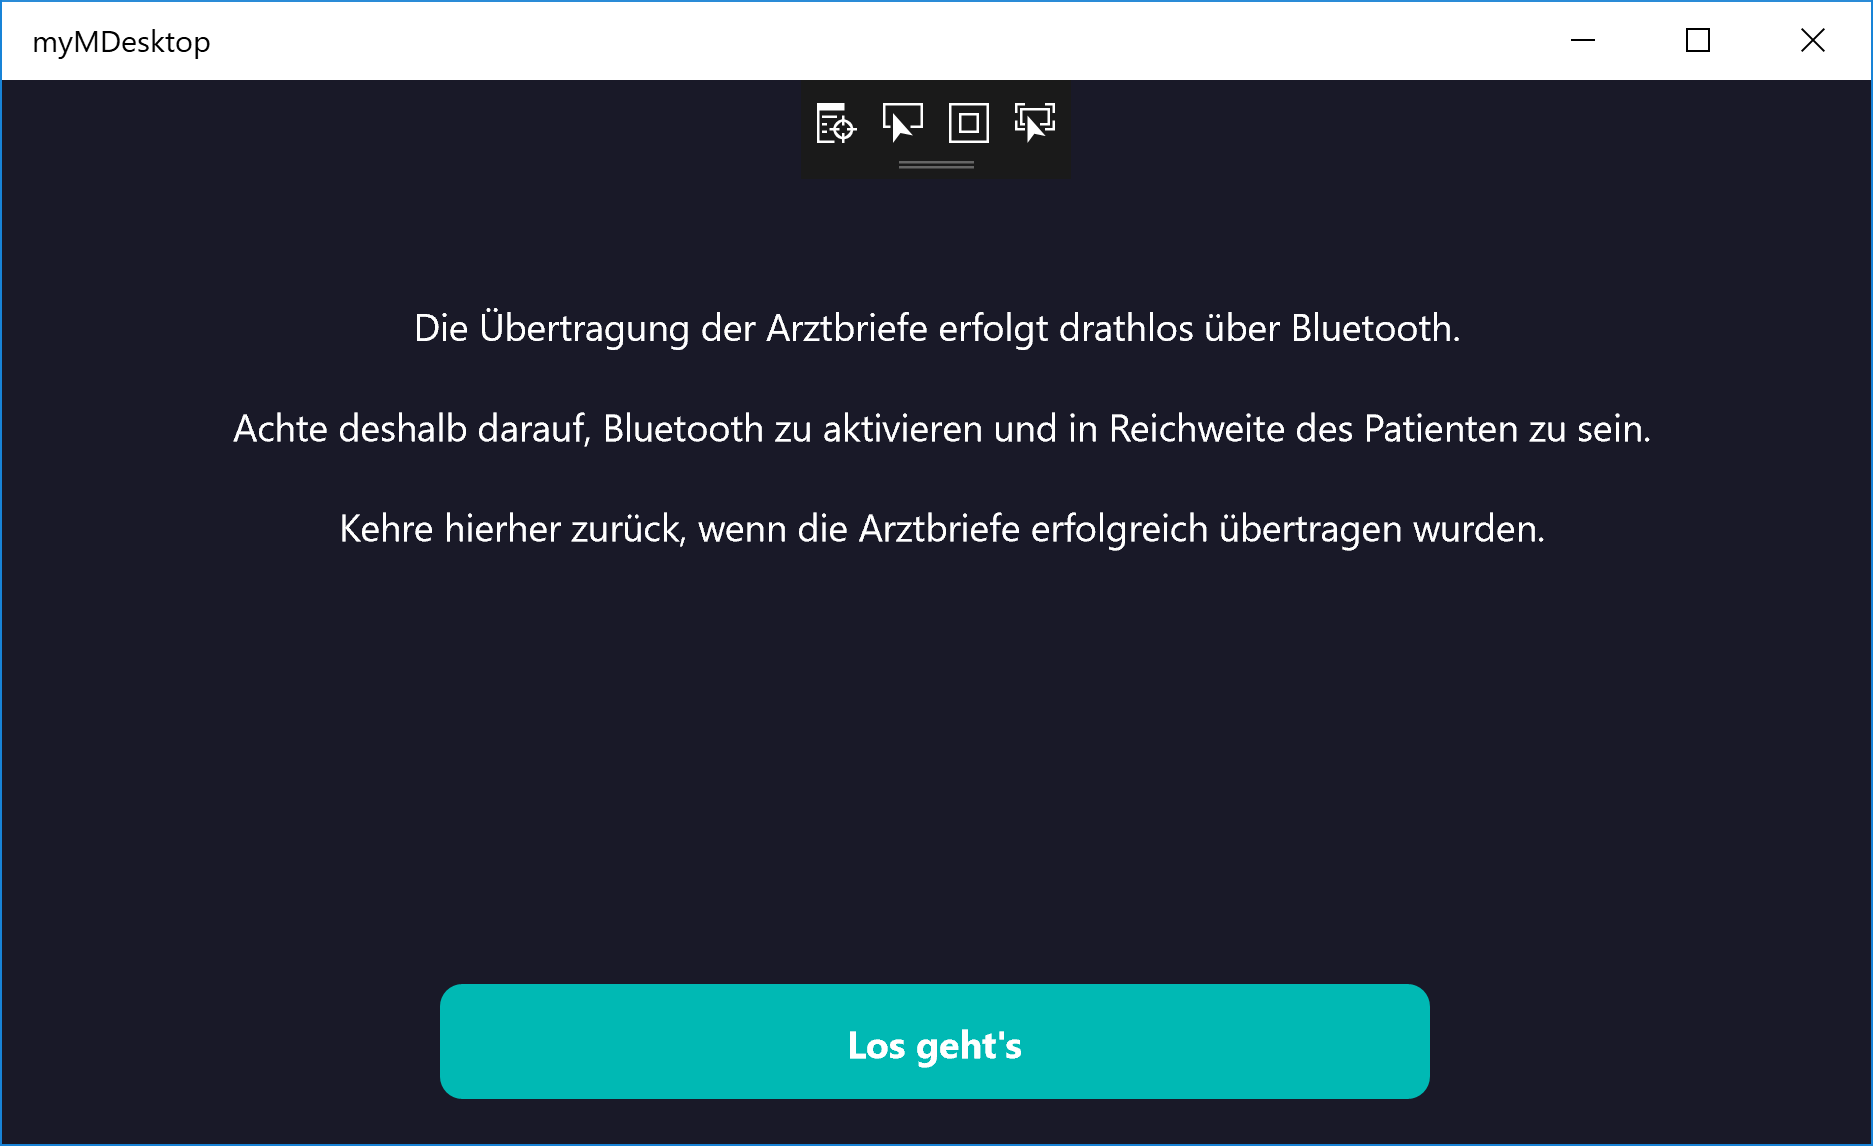 myMDesktop
Die Übertragung der Arztbriefe erfolgt drathlos über Bluetooth.
Achte deshalb darauf, Bluetooth zu aktivieren und in Reichweite des Patienten zu sein.
Kehre hierher zurück, wenn die Arztbriefe erfolgreich übertragen wurden.
Los geht's